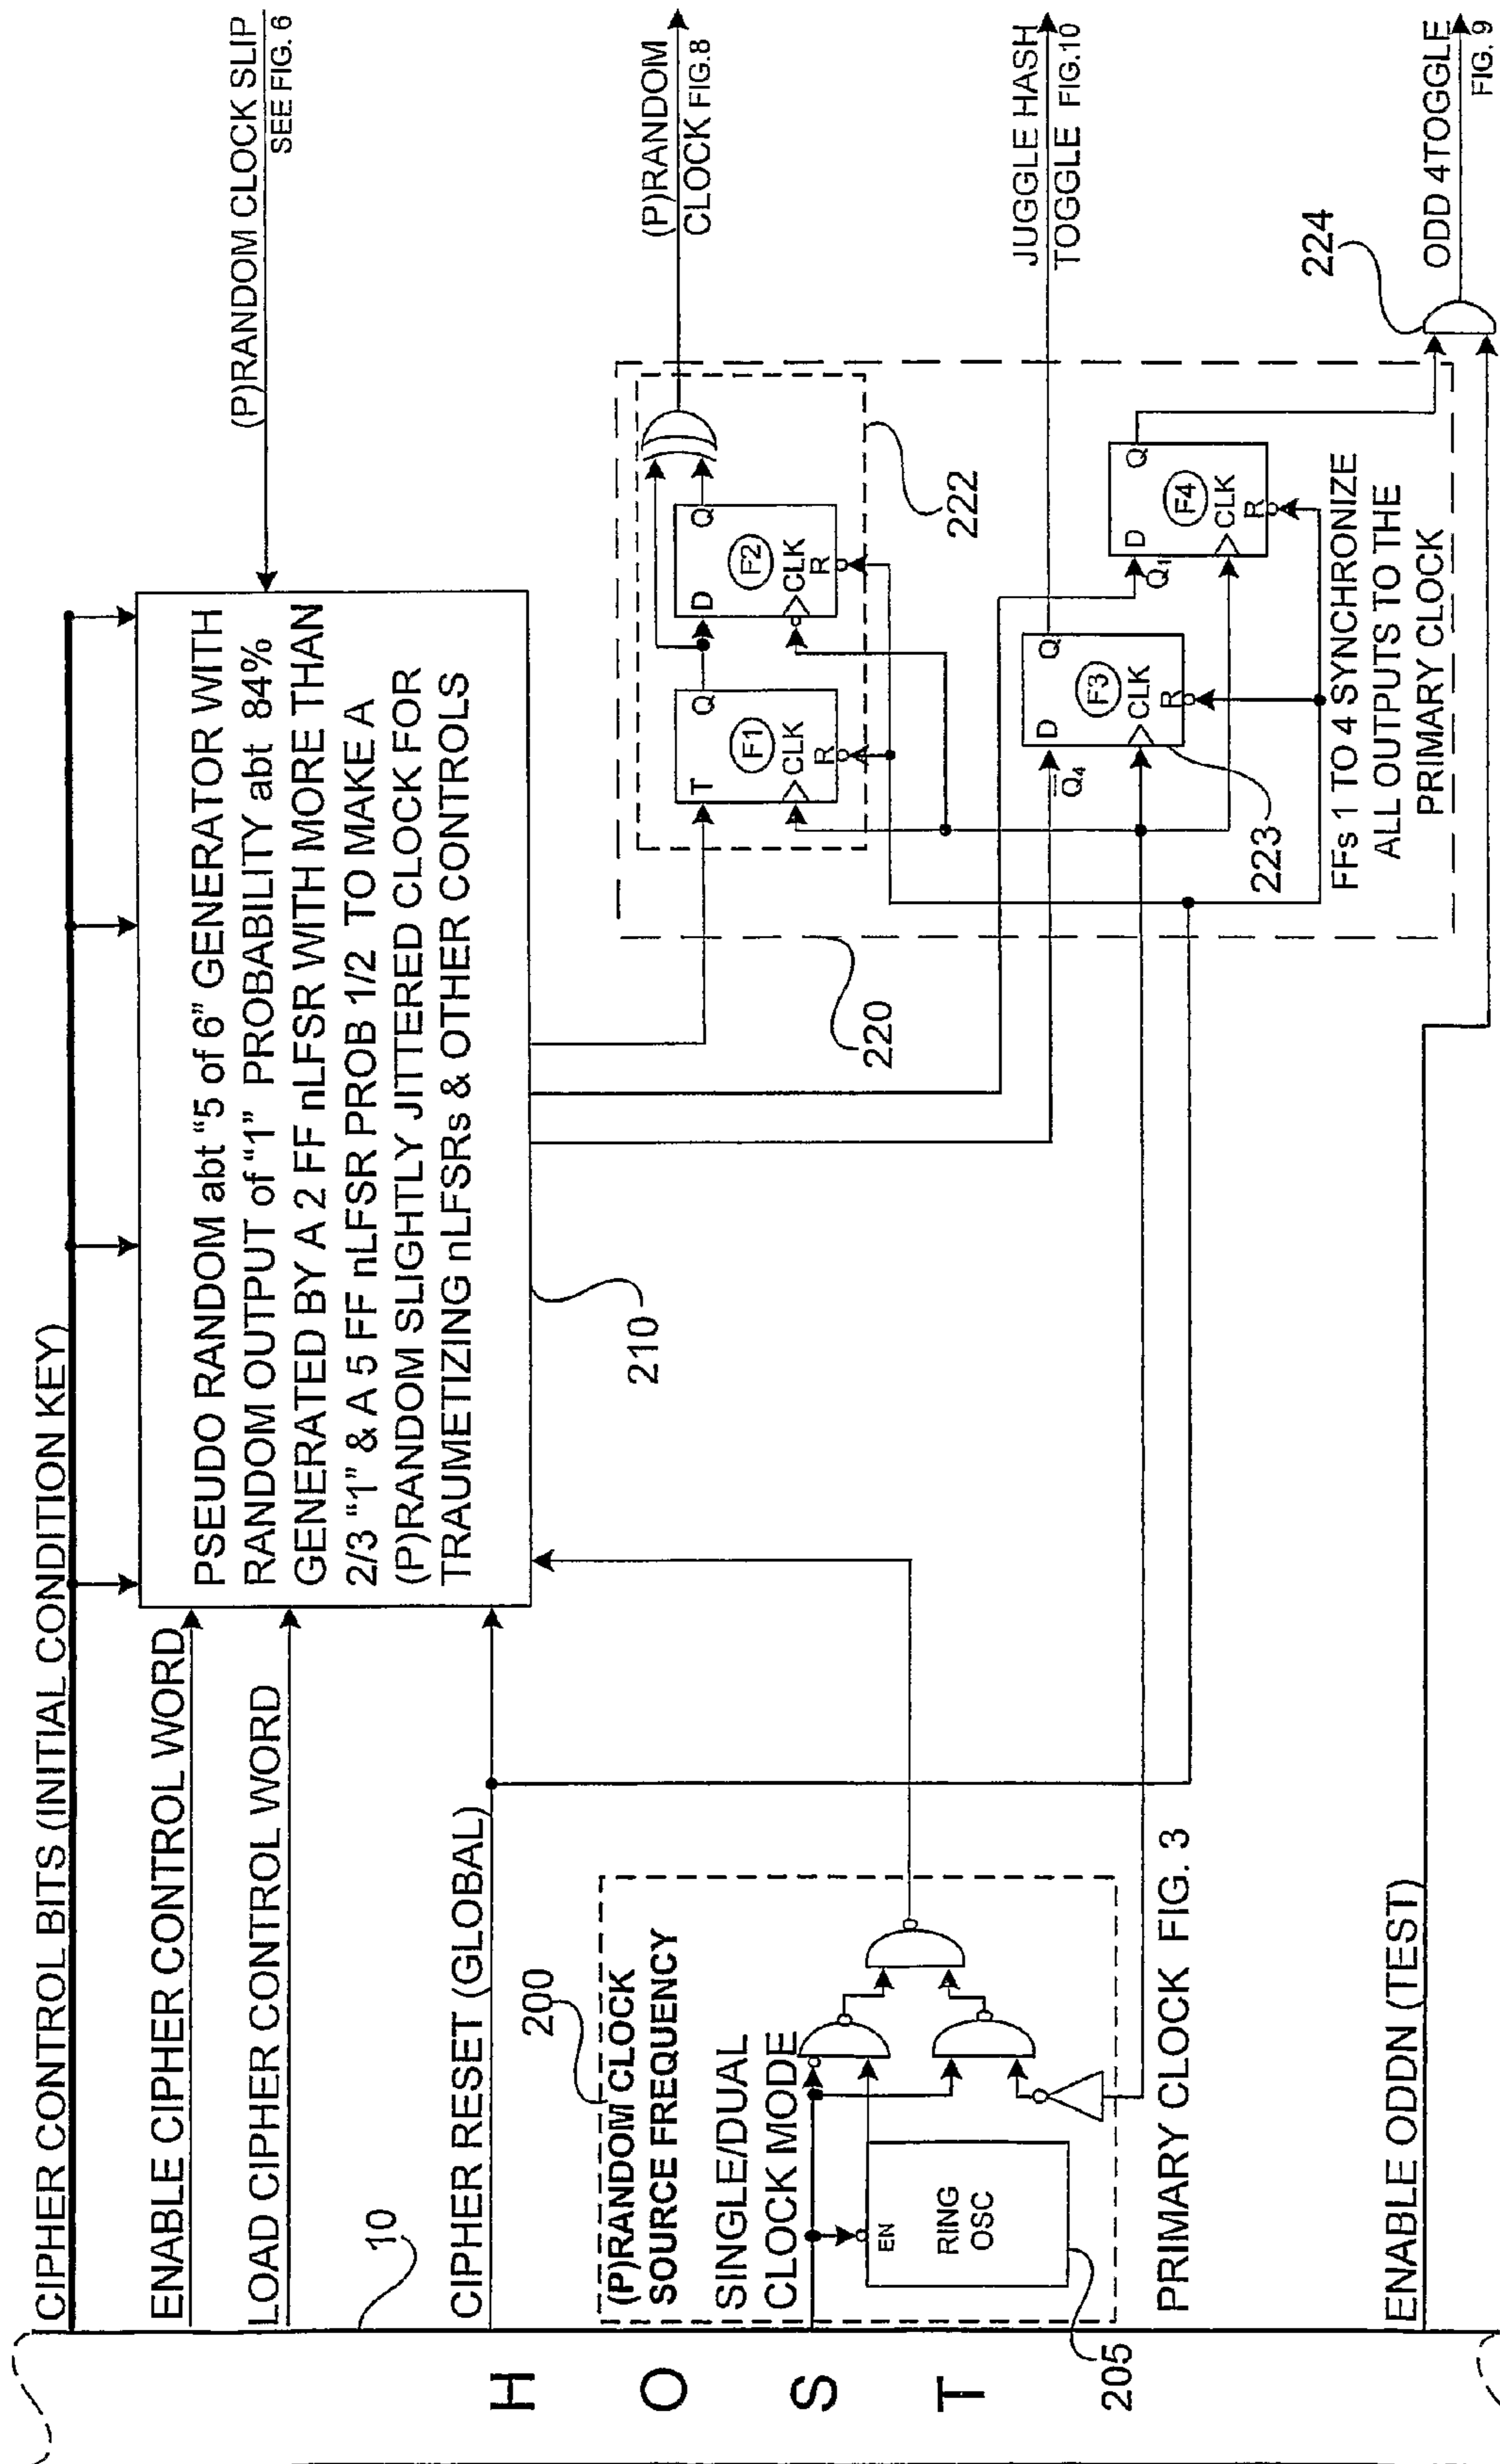 CIPHER CONTROL BITS (INITIAL CONDITION KEY)
ENABLE CIPHER CONTROL WORD
LOAD CIPHER CONTROL WORD
10
CIPHER RESET (GLOBAL)
(P)RANDOM CLOCK SLIP
SEE FIG. 6
PSEUDO RANDOM abt “5 of 6” GENERATOR WITH
RANDOM OUTPUT of “1” PROBABILITY abt 84%
GENERATED BY A 2 FF nLFSR WITH MORE THAN
2/3 “1” & A 5 FF nLFSR PROB 1/2 TO MAKE A
(P)RANDOM SLIGHTLY JITTERED CLOCK FOR
TRAUMETIZING nLFSRs & OTHER CONTROLS
210
HOST
200
(P)RANDOM CLOCK
SOURCE FREQUENCY
SINGLE/DUAL
CLOCK MODE
EN
RING
OSC
205
PRIMARY CLOCK FIG. 3
ENABLE ODDN (TEST)
220
T Q
F1
CLK
R
D Q
F2
CLK
R
222
(P)RANDOM
CLOCK FIG.8
Q̅4
D Q
F3
CLK
R
223
JUGGLE HASH
TOGGLE FIG.10
Q1
D Q
F4
CLK
R
FFs 1 TO 4 SYNCHRONIZE
ALL OUTPUTS TO THE
PRIMARY CLOCK
224
ODD 4TOGGLE
FIG. 9